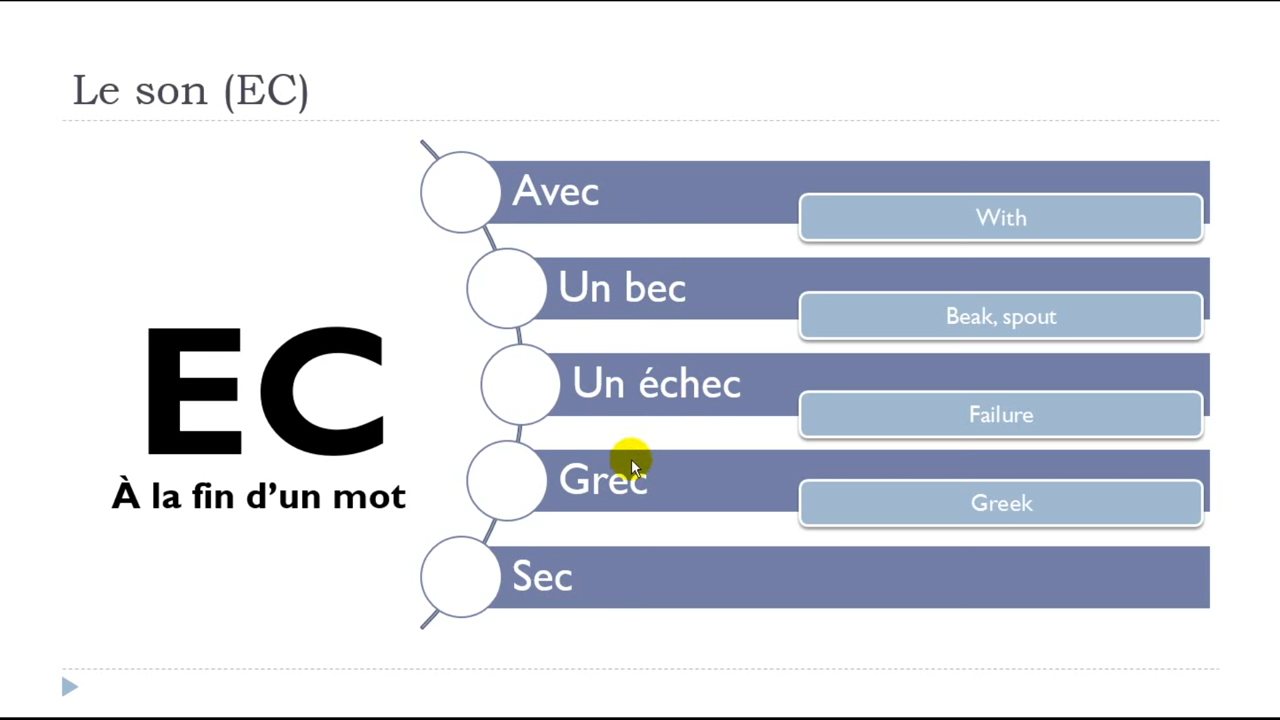 Le son (EC)
EC
À la fin d’un mot
Avec
With
Un bec
Beak, spout
Un échec
Failure
Grec
Greek
Sec